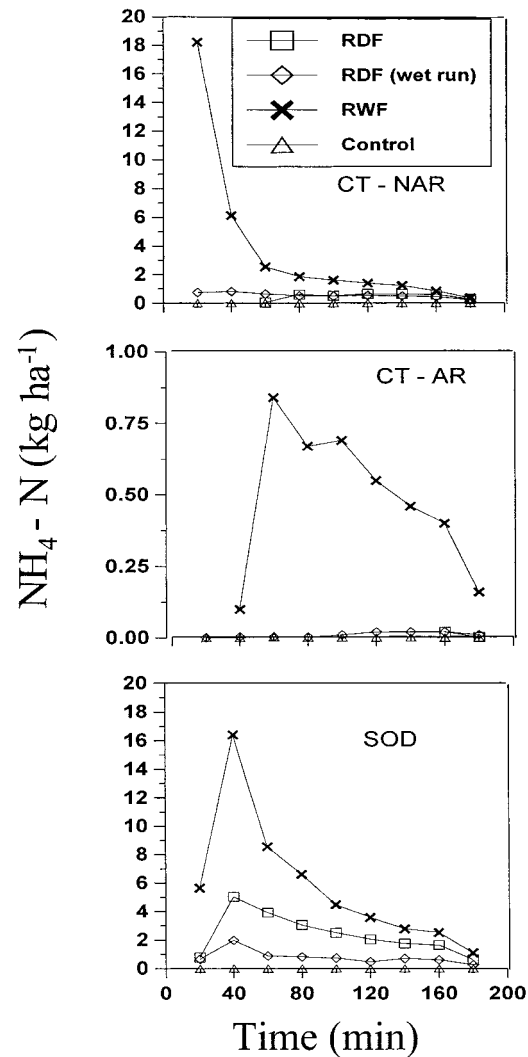 20
18
16
14
12
10
8
6
4
2
0
RDF
RDF (wet run)
RWF
Control
CT - NAR
NH₄- N (kg ha⁻¹)
1.00
0.75
0.50
0.25
0.00
CT - AR
20
18
16
14
12
10
8
6
4
2
0
SOD
0 40 80 120 160 200
Time (min)